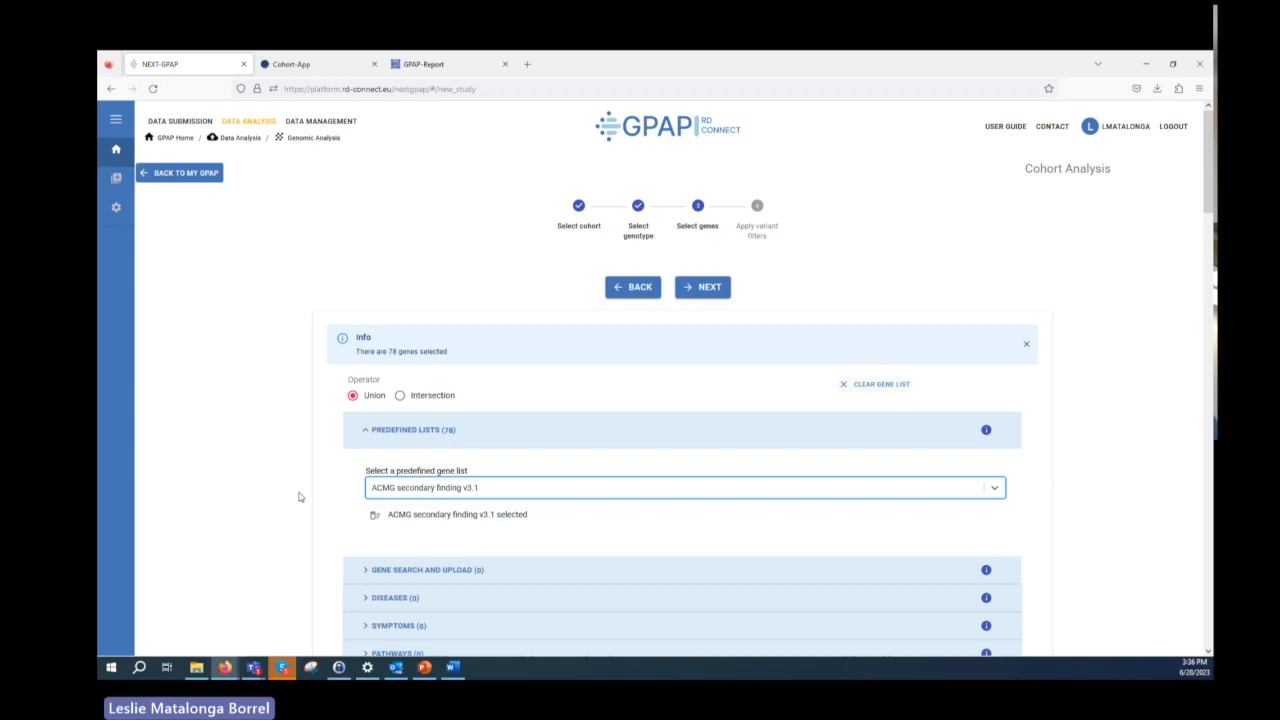 NEXT-GPAP
Cohort-App
GPAP-Report
https://platform.rd-connect.eu/nextgpap/#/new_study
DATA SUBMISSION DATA ANALYSIS DATA MANAGEMENT
GPAP Home / Data Analysis / Genomic Analysis
GPAP RD CONNECT
USER GUIDE CONTACT L LMATALONGA LOGOUT
BACK TO MY GPAP
Cohort Analysis
3 4
Select cohort
Select genotype
Select genes
Apply variant filters
BACK NEXT
Info
There are 78 genes selected
Operator
Union Intersection
CLEAR GENE LIST
PREDEFINED LISTS (78)
Select a predefined gene list
ACMG secondary finding v3.1
ACMG secondary finding v3.1 selected
GENE SEARCH AND UPLOAD (0)
DISEASES (0)
SYMPTOMS (0)
PATHWAYS (0)
3:36 PM
6/28/2023
Leslie Matalonga Borrel